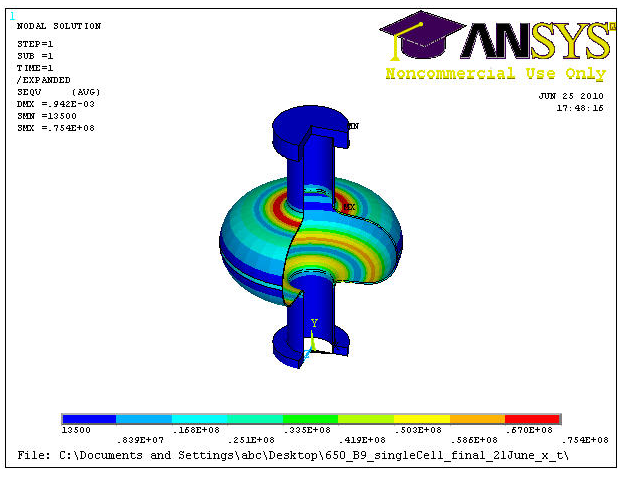 1
NODAL SOLUTION
ANSYS
Noncommercial Use Only
STEP=1
SUB =1
TIME=1
/EXPANDED
SEQV (AVG)
DMX =.942E-03
SMN =13500
SMX =.754E+08
JUN 25 2010
17:48:16
MN
MX
Y
Z
13500
.839E+07
.168E+08
.251E+08
.335E+08
.419E+08
.503E+08
.586E+08
.670E+08
.754E+08
File: C:\Documents and Settings\abc\Desktop\650_B9_singleCell_final_21June_x_t\